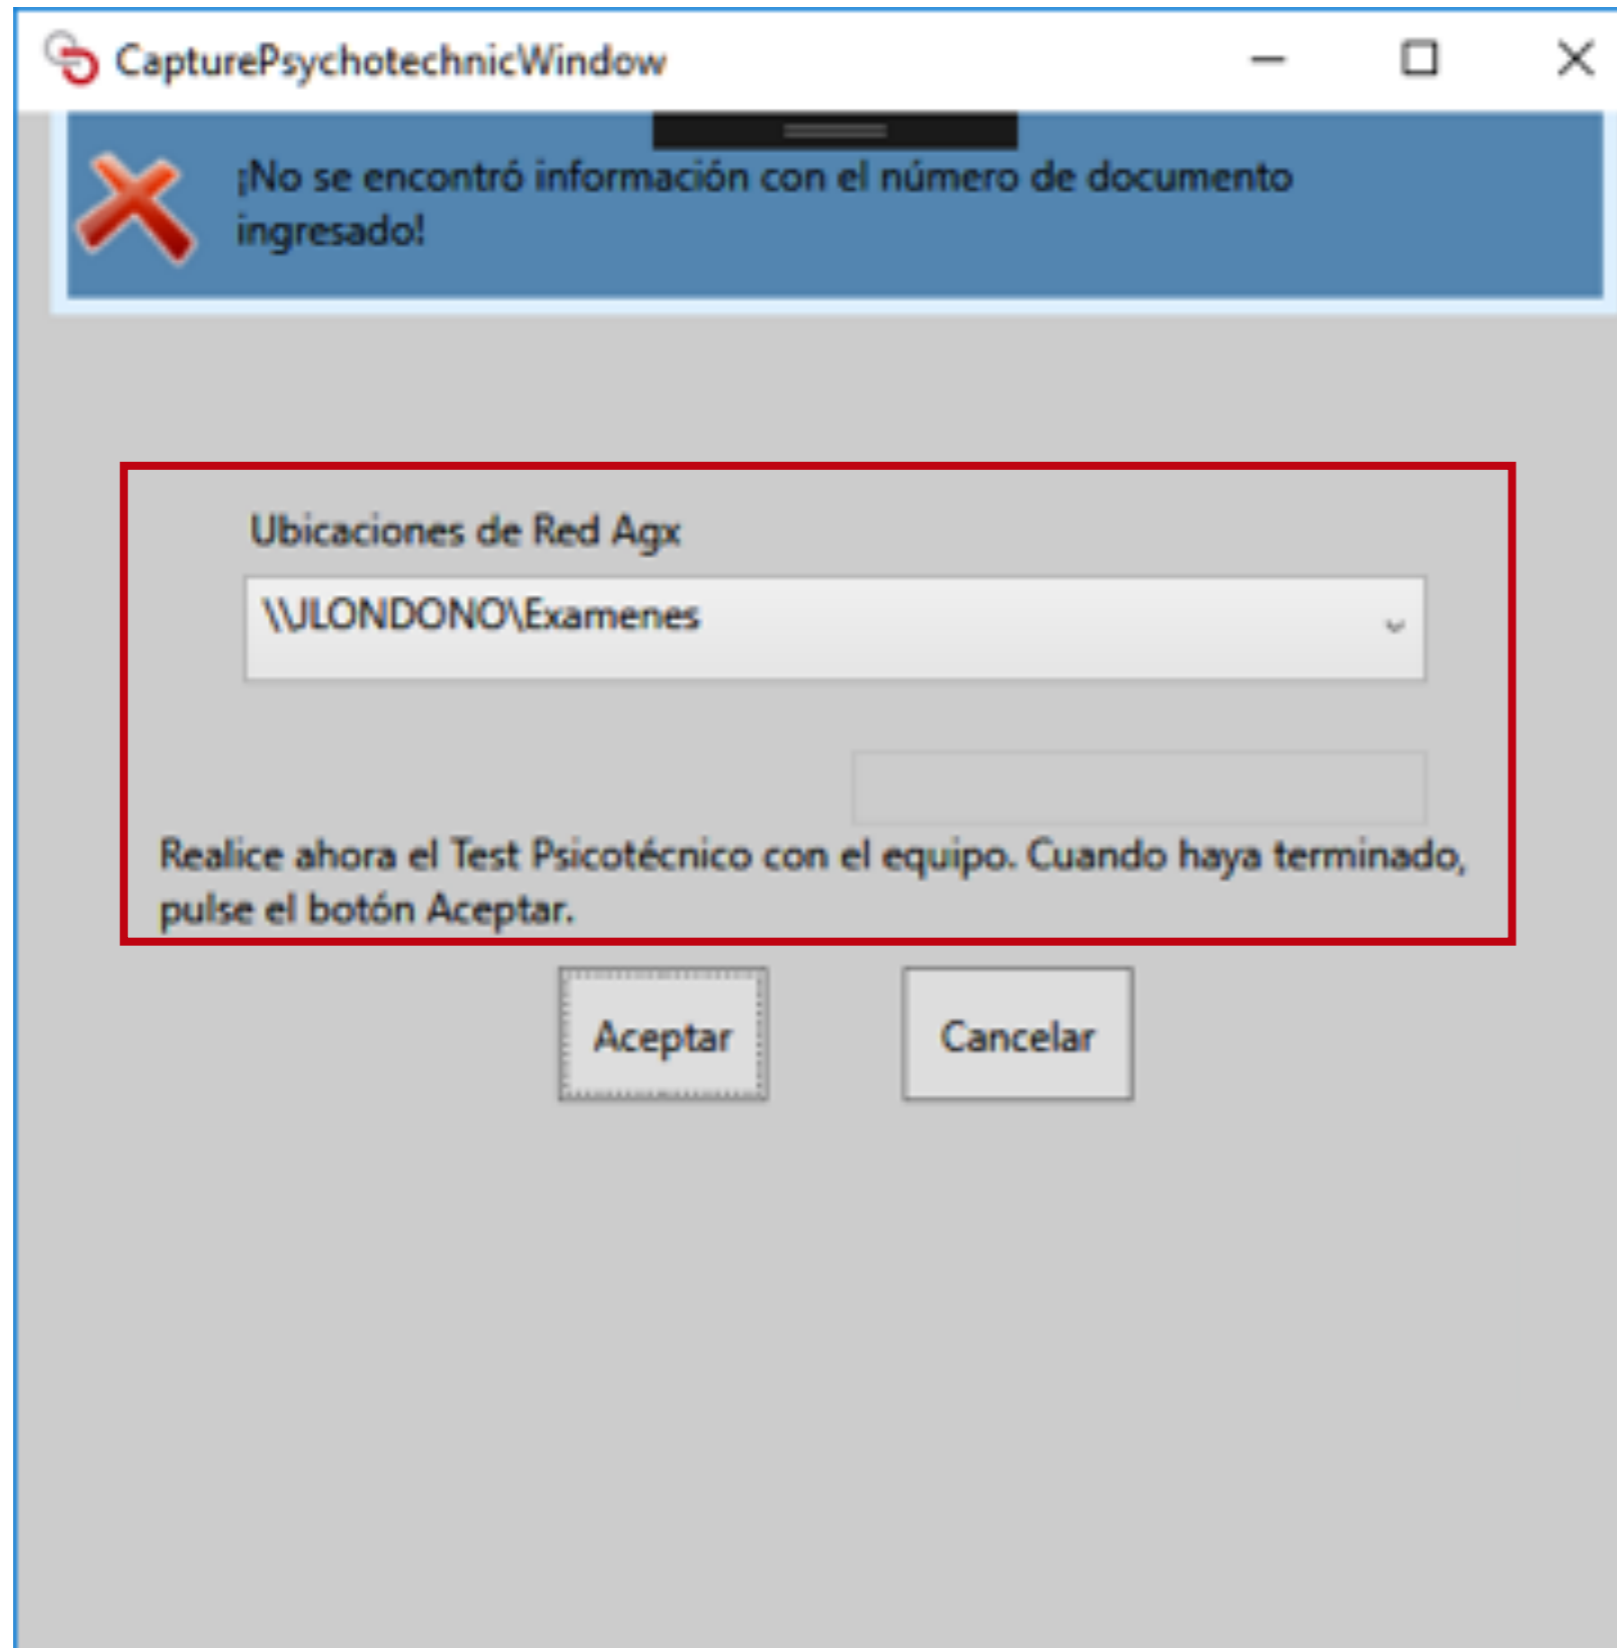 CapturePsychotechnicWindow
¡No se encontró información con el número de documento
ingresado!
Ubicaciones de Red Agx
\\JLONDONO\Examenes
Realice ahora el Test Psicotécnico con el equipo. Cuando haya terminado,
pulse el botón Aceptar.
Aceptar
Cancelar